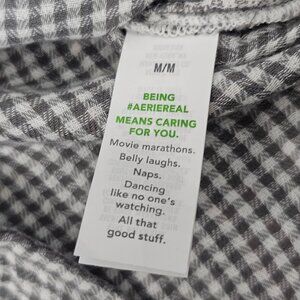 M/M
BEING
#AERIEREAL
MEANS CARING
FOR YOU.
Movie marathons.
Belly laughs.
Naps.
Dancing
like no one's
watching.
All that
good stuff.